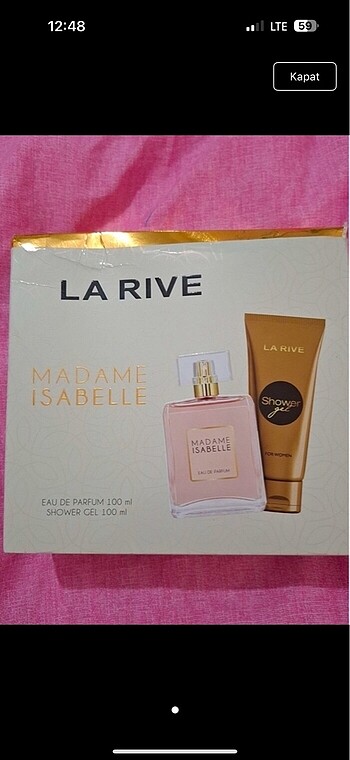 12:48
LTE 59
Kapat
LA RIVE
MADAME
ISABELLE
EAU DE PARFUM 100 ml
SHOWER GEL 100 ml
MADAME
ISABELLE
EAU DE PARFUM
LA RIVE
Shower
gel
FOR WOMEN